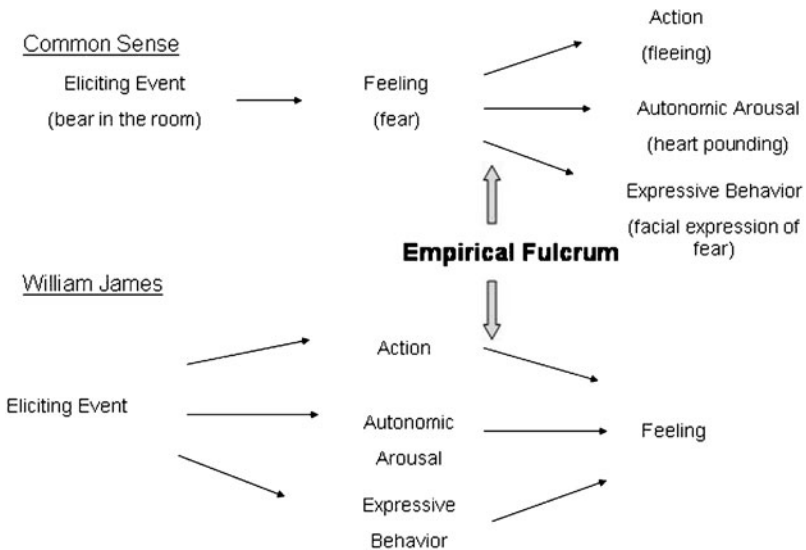 Common Sense
Eliciting Event
(bear in the room)
Feeling
(fear)
Action
(fleeing)
Autonomic Arousal
(heart pounding)
Expressive Behavior
(facial expression of
fear)
Empirical Fulcrum
William James
Eliciting Event
Action
Autonomic
Arousal
Expressive
Behavior
Feeling